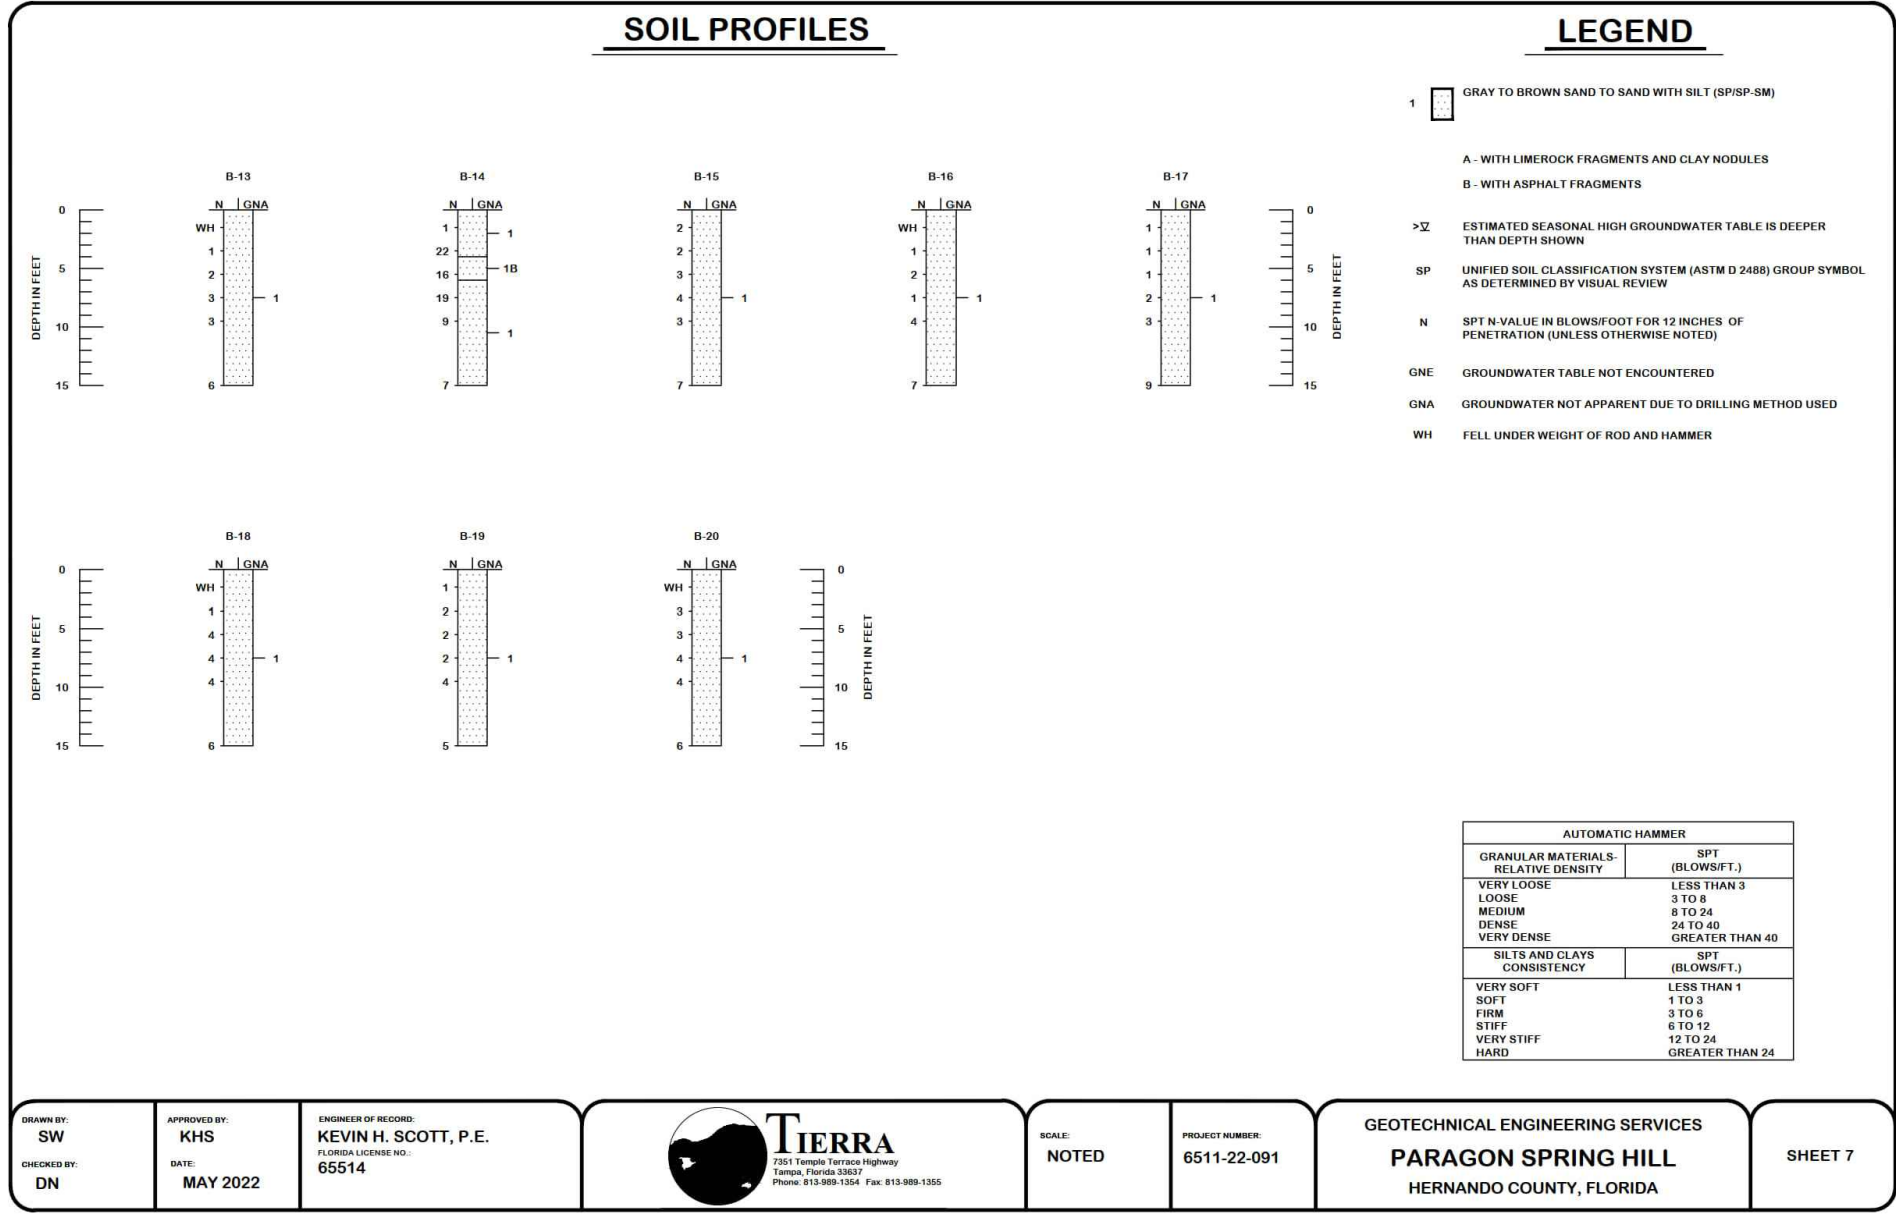 SOIL PROFILES
LEGEND
1 GRAY TO BROWN SAND TO SAND WITH SILT (SP/SP-SM)
A - WITH LIMEROCK FRAGMENTS AND CLAY NODULES
B - WITH ASPHALT FRAGMENTS
> ESTIMATED SEASONAL HIGH GROUNDWATER TABLE IS DEEPER
THAN DEPTH SHOWN
SP UNIFIED SOIL CLASSIFICATION SYSTEM (ASTM D 2488) GROUP SYMBOL
AS DETERMINED BY VISUAL REVIEW
N SPT N-VALUE IN BLOWS/FOOT FOR 12 INCHES OF
PENETRATION (UNLESS OTHERWISE NOTED)
GNE GROUNDWATER TABLE NOT ENCOUNTERED
GNA GROUNDWATER NOT APPARENT DUE TO DRILLING METHOD USED
WH FELL UNDER WEIGHT OF ROD AND HAMMER
DEPTH IN FEET
0
5
10
15
B-13
N GNA
WH
1
2
3 1
3
6
B-14
N GNA
1
1
22
1B
16
19
9
1
7
B-15
N GNA
2
2
3
4 1
3
7
B-16
N GNA
WH
1
2
1 1
4
7
B-17
N GNA
1
1
1
2 1
3
9
0
5
10
15
DEPTH IN FEET
DEPTH IN FEET
0
5
10
15
B-18
N GNA
WH
1
4
4 1
4
6
B-19
N GNA
1
2
2
2 1
4
5
B-20
N GNA
WH
3
3
4 1
4
6
0
5
10
15
DEPTH IN FEET
AUTOMATIC HAMMER
GRANULAR MATERIALS- SPT
RELATIVE DENSITY (BLOWS/FT.)
VERY LOOSE LESS THAN 3
LOOSE 3 TO 8
MEDIUM 8 TO 24
DENSE 24 TO 40
VERY DENSE GREATER THAN 40
SILTS AND CLAYS SPT
CONSISTENCY (BLOWS/FT.)
VERY SOFT LESS THAN 1
SOFT 1 TO 3
FIRM 3 TO 6
STIFF 6 TO 12
VERY STIFF 12 TO 24
HARD GREATER THAN 24
DRAWN BY:
SW
CHECKED BY:
DN
APPROVED BY:
KHS
DATE:
MAY 2022
ENGINEER OF RECORD:
KEVIN H. SCOTT, P.E.
FLORIDA LICENSE NO.:
65514
TIERRA
7351 Temple Terrace Highway
Tampa, Florida 33637
Phone: 813-989-1354 Fax: 813-989-1355
SCALE:
NOTED
PROJECT NUMBER:
6511-22-091
GEOTECHNICAL ENGINEERING SERVICES
PARAGON SPRING HILL
HERNANDO COUNTY, FLORIDA
SHEET 7